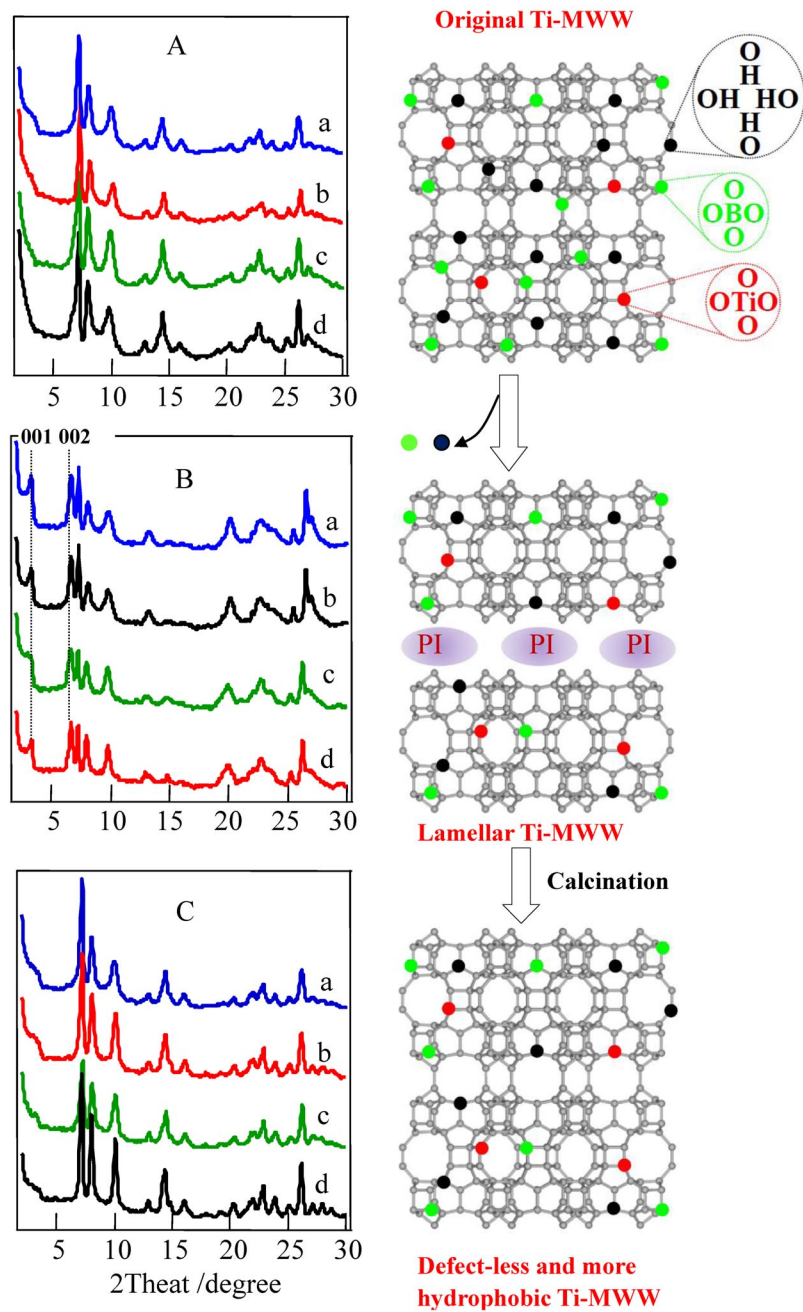 A
a
b
c
d
5
10
15
20
25
30
001 002
B
a
b
c
d
5
10
15
20
25
30
C
a
b
c
d
5
10
15
20
25
30
2Theat /degree
Original Ti-MWW
O
H
OH HO
H
O
O
OBO
O
O
OTiO
O
PI
PI
PI
Lamellar Ti-MWW
Calcination
Defect-less and more
hydrophobic Ti-MWW